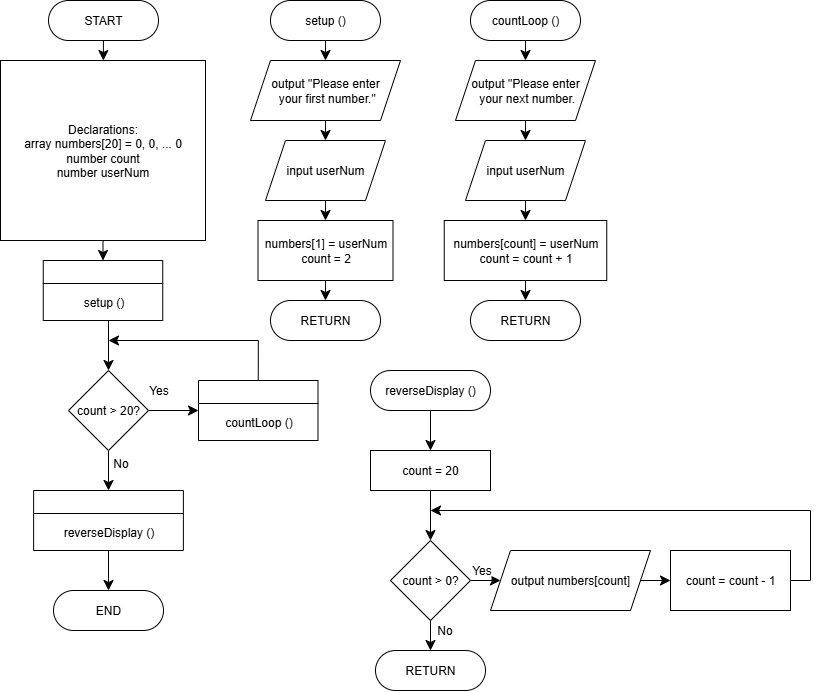 START
Declarations:
array numbers[20] = 0, 0, ... 0
number count
number userNum
setup ()
count > 20?
Yes
countLoop ()
No
reverseDisplay ()
END
setup ()
output "Please enter
your first number."
input userNum
numbers[1] = userNum
count = 2
RETURN
countLoop ()
output "Please enter
your next number.
input userNum
numbers[count] = userNum
count = count + 1
RETURN
reverseDisplay ()
count = 20
count > 0?
Yes
output numbers[count]
count = count - 1
No
RETURN